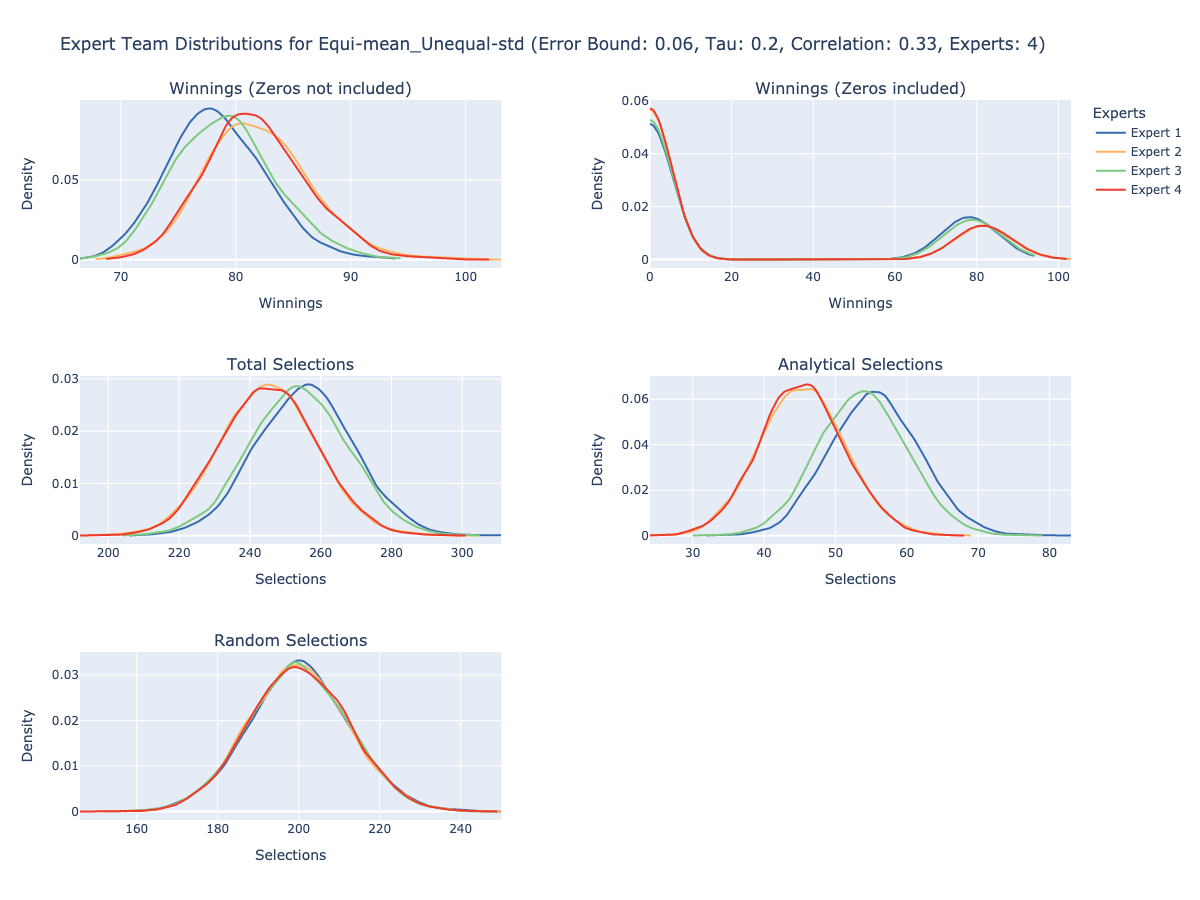 Expert Team Distributions for Equi-mean_Unequal-std (Error Bound: 0.06, Tau: 0.2, Correlation: 0.33, Experts: 4)
Winnings (Zeros not included)
Density
0.05
0
70 80 90 100
Winnings
Winnings (Zeros included)
Density
0.06
0.04
0.02
0
0 20 40 60 80 100
Winnings
Experts
Expert 1
Expert 2
Expert 3
Expert 4
Total Selections
Density
0.03
0.02
0.01
0
200 220 240 260 280 300
Selections
Analytical Selections
Density
0.06
0.04
0.02
0
30 40 50 60 70 80
Selections
Random Selections
Density
0.03
0.02
0.01
0
160 180 200 220 240
Selections